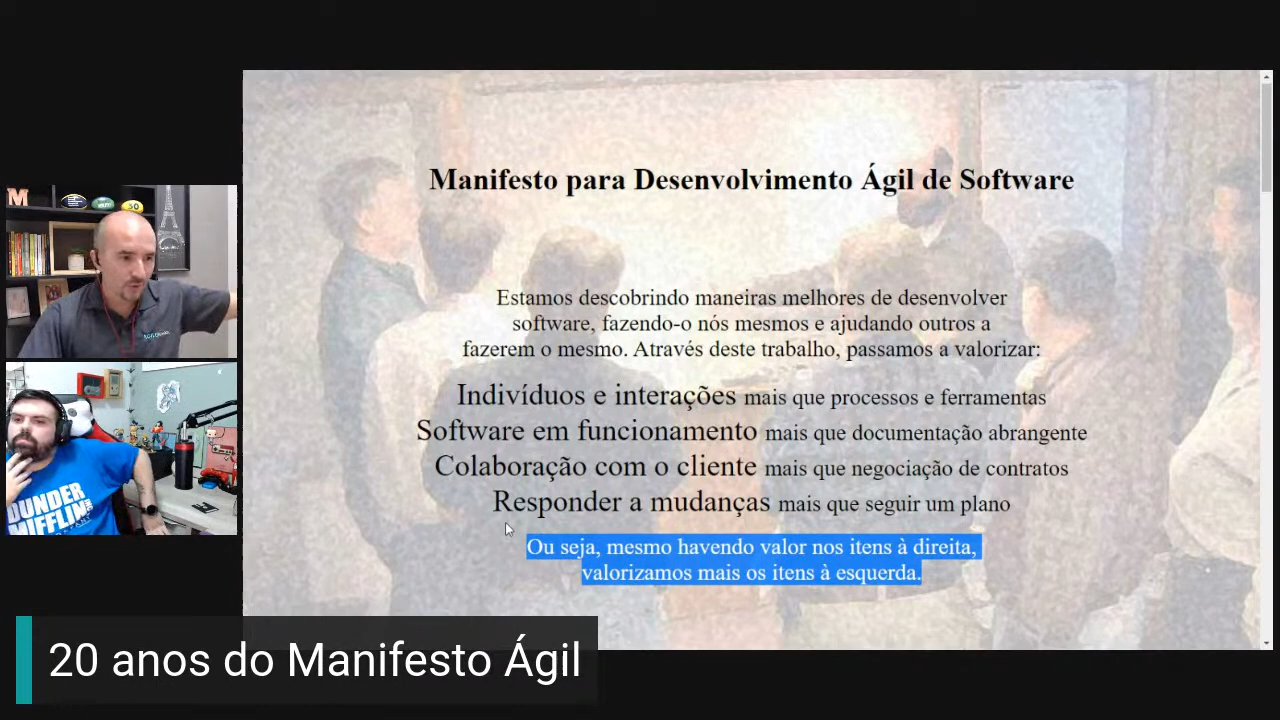 Manifesto para Desenvolvimento Ágil de Software
Estamos descobrindo maneiras melhores de desenvolver
software, fazendo-o nós mesmos e ajudando outros a
fazerem o mesmo. Através deste trabalho, passamos a valorizar:
Indivíduos e interações mais que processos e ferramentas
Software em funcionamento mais que documentação abrangente
Colaboração com o cliente mais que negociação de contratos
Responder a mudanças mais que seguir um plano
Ou seja, mesmo havendo valor nos itens à direita,
valorizamos mais os itens à esquerda.
M
50
DUNDER
MIFFLIN
20 anos do Manifesto Ágil